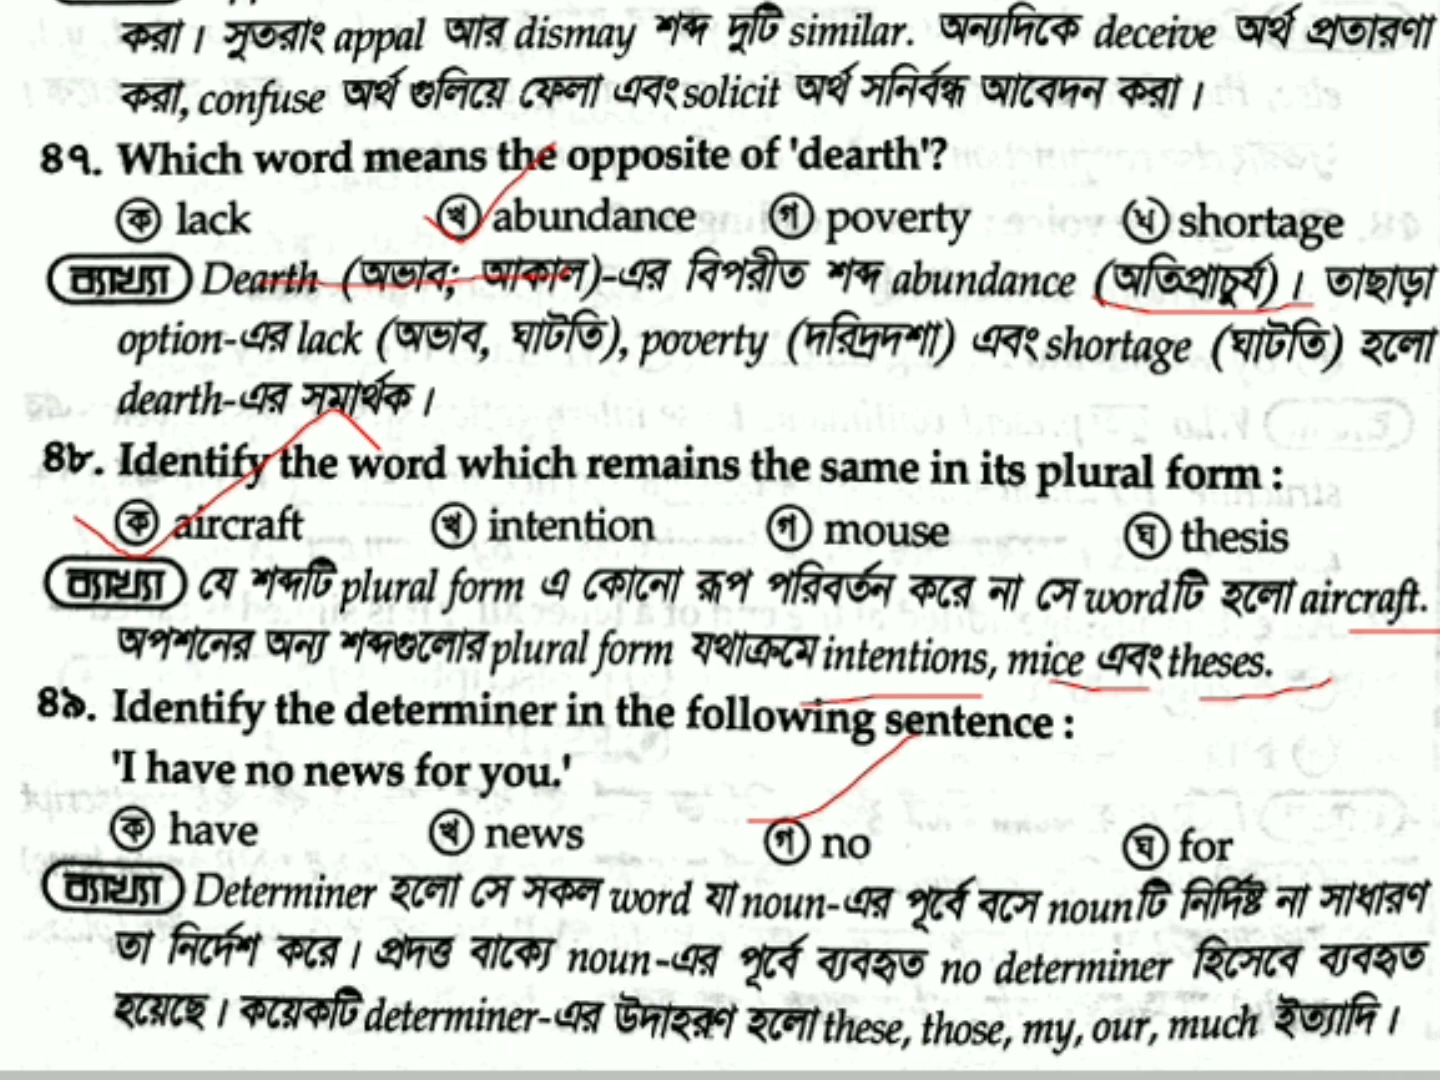 করা। সুতরাং appal আর dismay শব্দ দুটি similar. অন্যদিকে deceive অর্থ প্রতারণা
করা, confuse অর্থ গুলিয়ে ফেলা এবং solicit অর্থ সনির্বন্ধ আবেদন করা।
৪৭. Which word means the opposite of 'dearth'?
ক lack খ abundance গ poverty ঘ shortage
ব্যাখ্যা Dearth (অভাব; আকাল)-এর বিপরীত শব্দ abundance (অতিপ্রাচুর্য)। তাছাড়া
option-এর lack (অভাব, ঘাটতি), poverty (দরিদ্রদশা) এবং shortage (ঘাটতি) হলো
dearth-এর সমার্থক।
৪৮. Identify the word which remains the same in its plural form :
ক aircraft খ intention গ mouse ঘ thesis
ব্যাখ্যা যে শব্দটি plural form এ কোনো রূপ পরিবর্তন করে না সে wordটি হলো aircraft.
অপশনের অন্য শব্দগুলোর plural form যথাক্রমে intentions, mice এবং theses.
৪৯. Identify the determiner in the following sentence :
'I have no news for you.'
ক have খ news গ no ঘ for
ব্যাখ্যা Determiner হলো সে সকল word যা noun-এর পূর্বে বসে nounটি নির্দিষ্ট না সাধারণ
তা নির্দেশ করে। প্রদত্ত বাক্যে noun-এর পূর্বে ব্যবহৃত no determiner হিসেবে ব্যবহৃত
হয়েছে। কয়েকটি determiner-এর উদাহরণ হলো these, those, my, our, much ইত্যাদি।